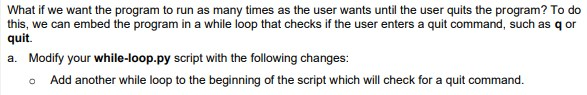 What if we want the program to run as many times as the user wants until the user quits the program? To do
this, we can embed the program in a while loop that checks if the user enters a quit command, such as q or
quit.
a. Modify your while-loop.py script with the following changes:
o Add another while loop to the beginning of the script which will check for a quit command.